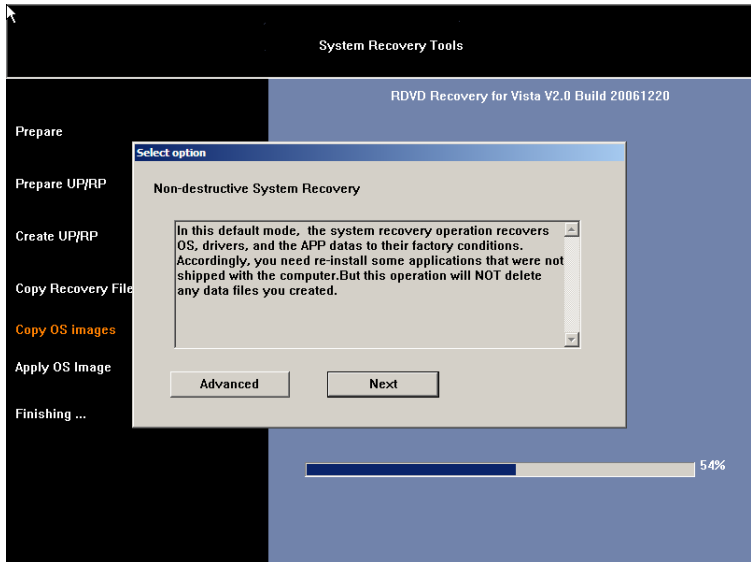 System Recovery Tools
RDVD Recovery for Vista V2.0 Build 20061220
Prepare
Prepare UP/RP
Create UP/RP
Copy Recovery File
Copy OS images
Apply OS Image
Finishing ...
Select option
Non-destructive System Recovery
In this default mode,  the system recovery operation recovers
OS, drivers, and the APP datas to their factory conditions.
Accordingly, you need re-install some applications that were not
shipped with the computer.But this operation will NOT delete
any data files you created.
Advanced
Next
54%